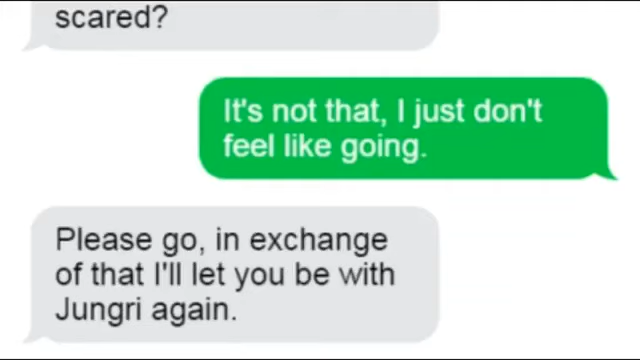 scared?
It's not that, I just don't
feel like going.
Please go, in exchange
of that I'll let you be with
Jungri again.